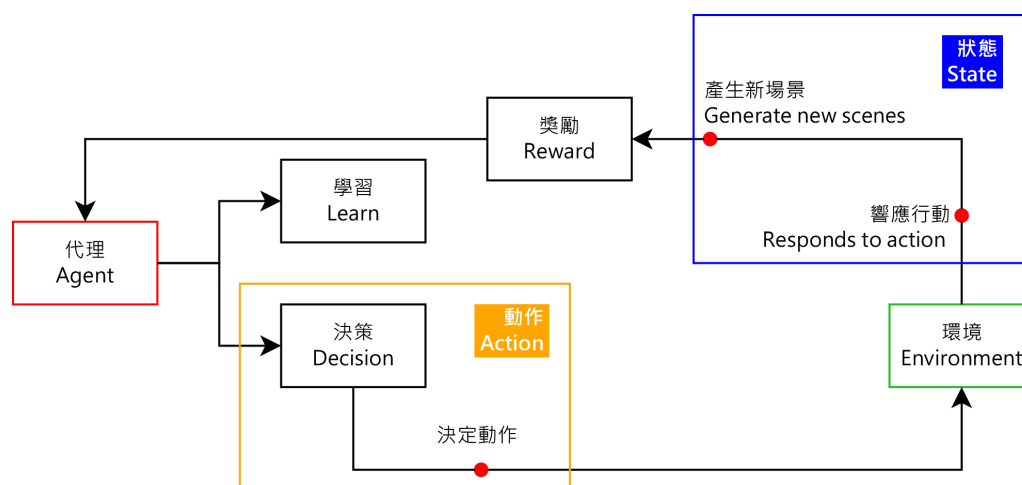 狀態
State
產生新場景
Generate new scenes
獎勵
Reward
學習
Learn
響應行動
Responds to action
代理
Agent
動作
Action
決策
Decision
環境
Environment
決定動作